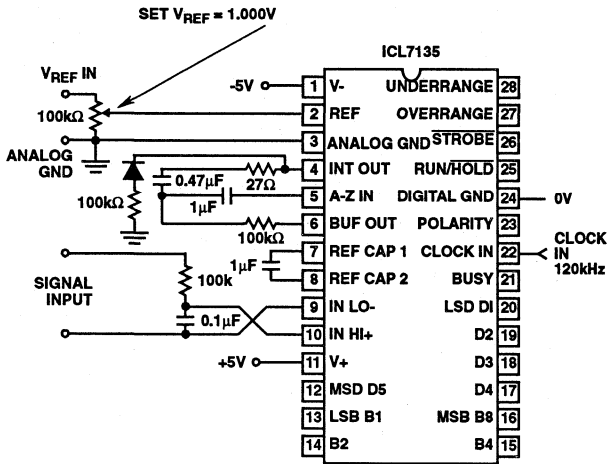 SET VREF = 1.000V
ICL7135
VREF IN
100kΩ
ANALOG
GND
-5V
1 V-
2 REF
3 ANALOG GND
4 INT OUT
5 A-Z IN
6 BUF OUT
7 REF CAP 1
8 REF CAP 2
9 IN LO-
10 IN HI+
11 V+
12 MSD D5
13 LSB B1
14 B2
UNDERRANGE 28
OVERRANGE 27
STROBE 26
RUN/HOLD 25
DIGITAL GND 24
POLARITY 23
CLOCK IN 22
BUSY 21
LSD DI 20
D2 19
D3 18
D4 17
MSB B8 16
B4 15
0V
CLOCK
IN
120kHz
0.47µF
27Ω
1µF
100kΩ
100kΩ
1µF
SIGNAL
INPUT
100k
0.1µF
+5V